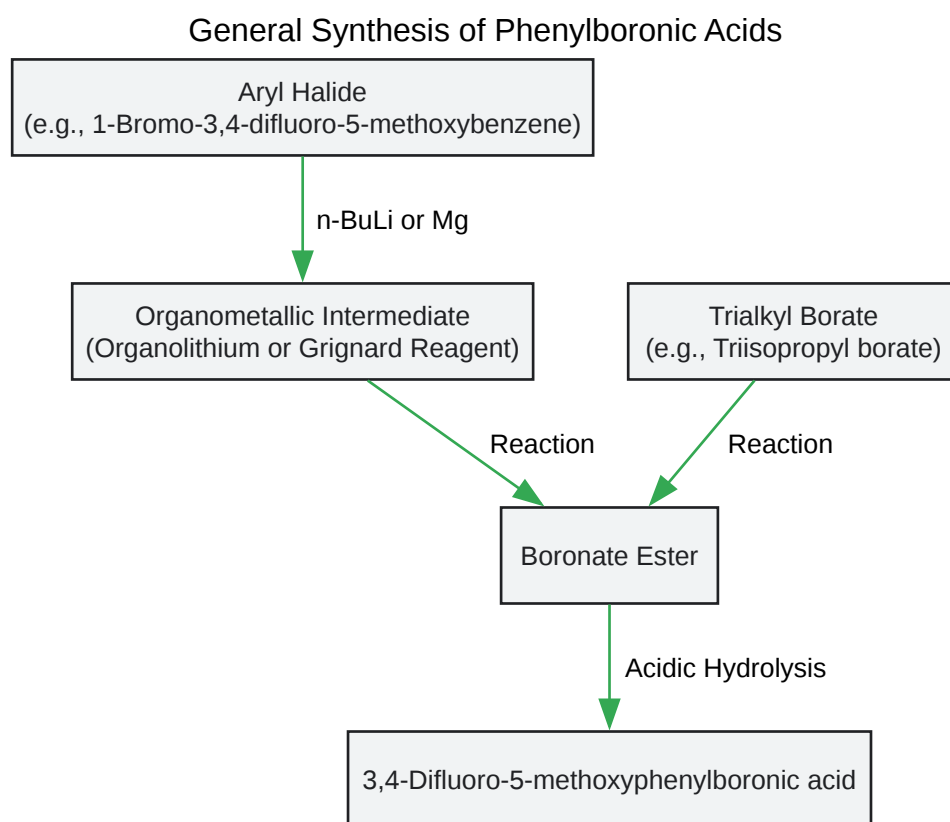 General Synthesis of Phenylboronic Acids
Aryl Halide
(e.g., 1-Bromo-3,4-difluoro-5-methoxybenzene)
n-BuLi or Mg
Organometallic Intermediate
(Organolithium or Grignard Reagent)
Trialkyl Borate
(e.g., Triisopropyl borate)
Reaction
Reaction
Boronate Ester
Acidic Hydrolysis
3,4-Difluoro-5-methoxyphenylboronic acid